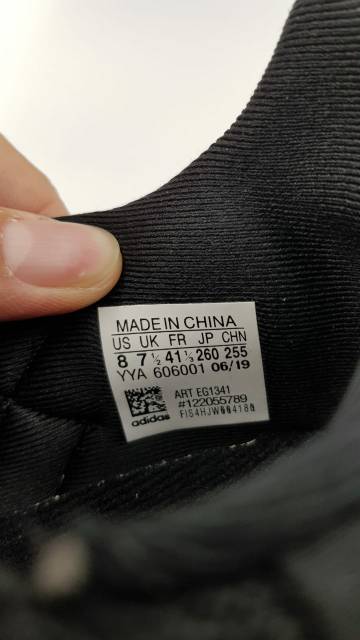 MADE IN CHINA
US UK FR JP CHN
8 7½ 41⅓ 260 255
YYA 606001 06/19
ART EG1341
#122055789
adidas